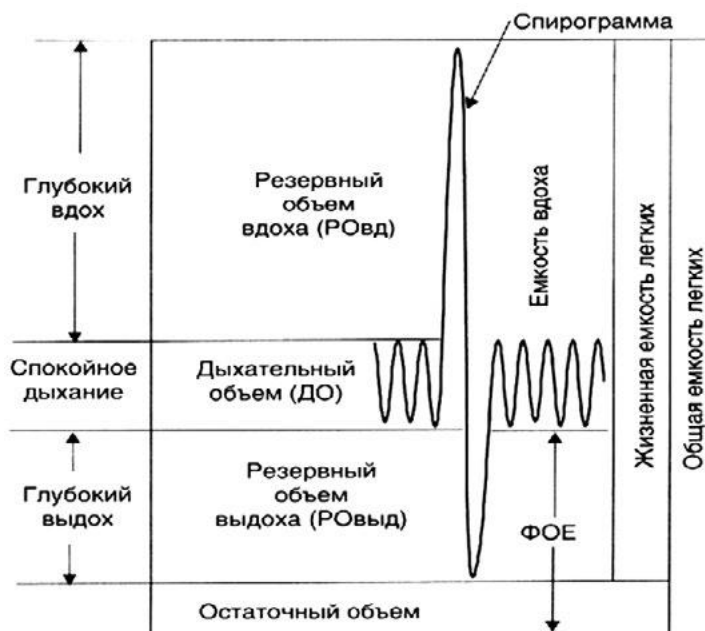 Спирограмма
Глубокий
вдох
Резервный
объем
вдоха (РОвд)
Емкость вдоха
Жизненная емкость легких
Общая емкость легких
Спокойное
дыхание
Дыхательный
объем (ДО)
Глубокий
выдох
Резервный
объем
выдоха (РОвыд)
ФОЕ
Остаточный объем